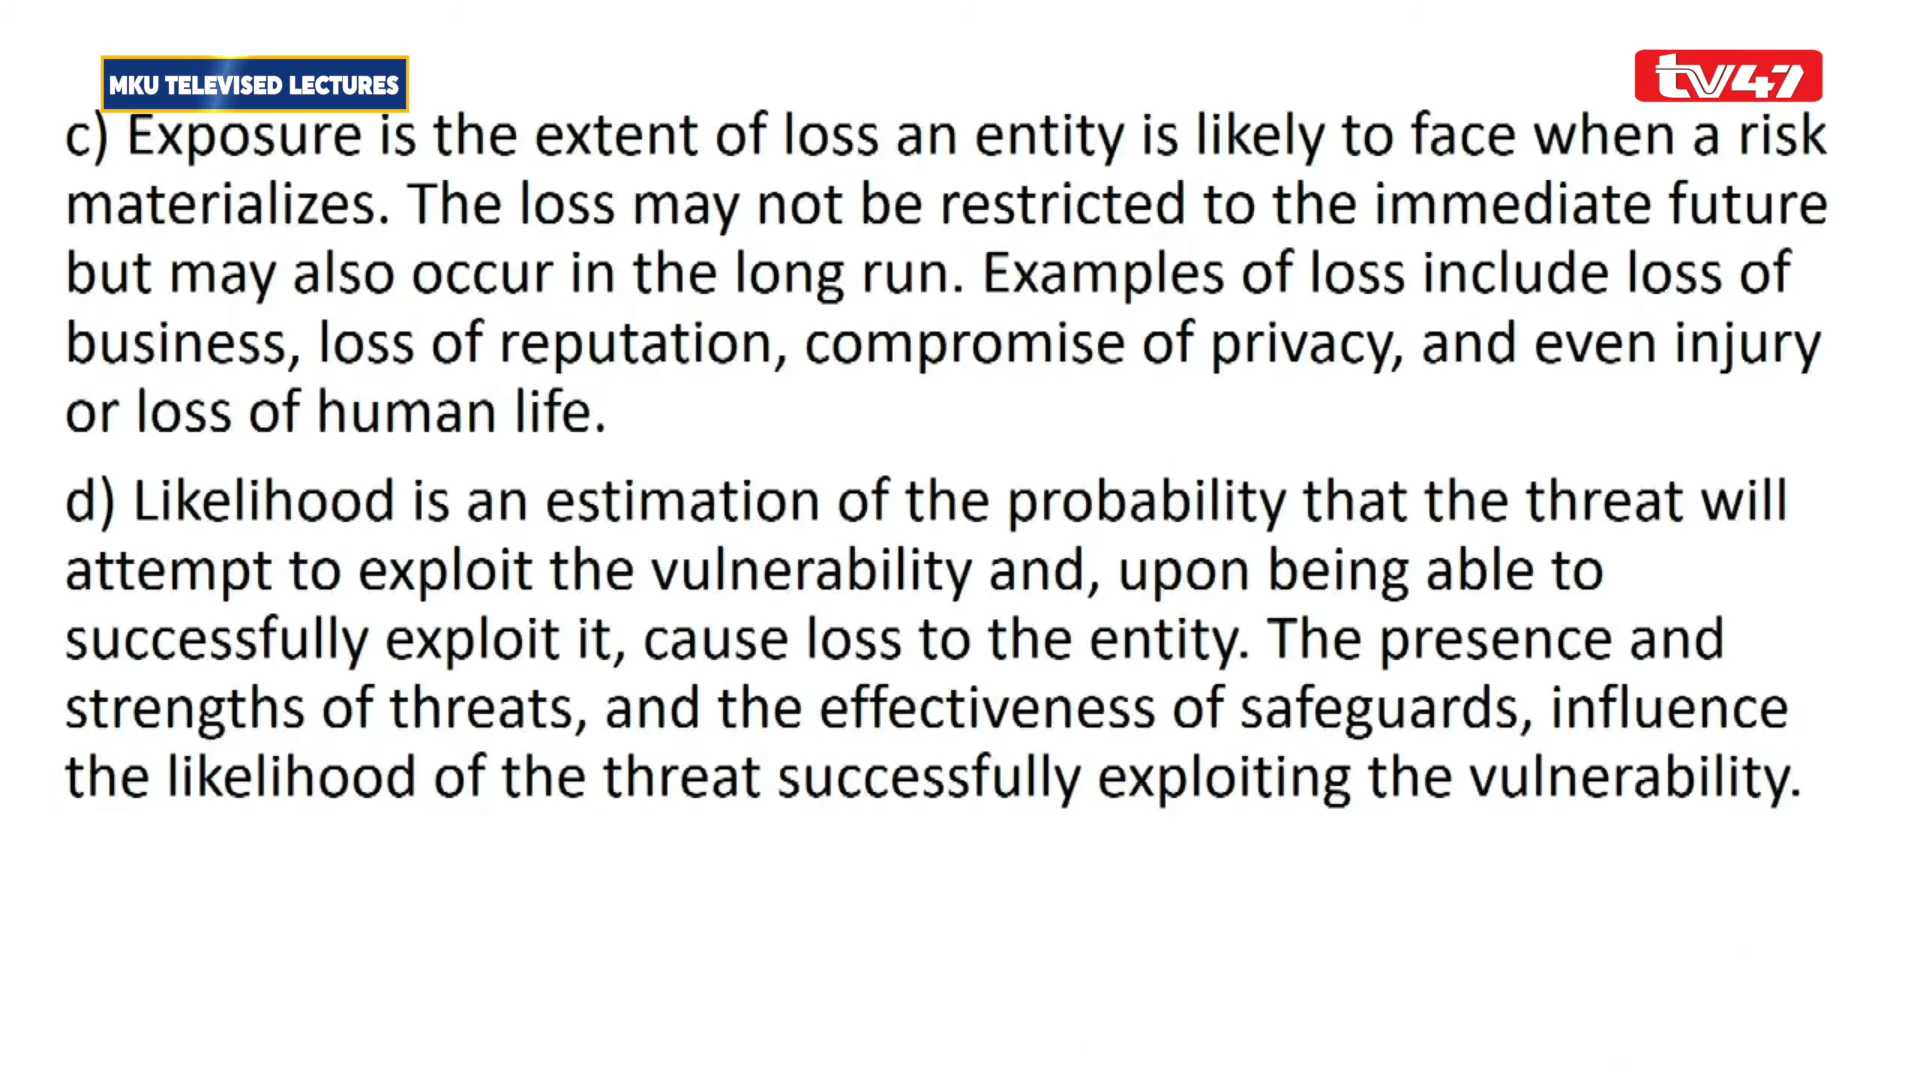 MKU TELEVISED LECTURES
tv47
c) Exposure is the extent of loss an entity is likely to face when a risk
materializes. The loss may not be restricted to the immediate future
but may also occur in the long run. Examples of loss include loss of
business, loss of reputation, compromise of privacy, and even injury
or loss of human life.
d) Likelihood is an estimation of the probability that the threat will
attempt to exploit the vulnerability and, upon being able to
successfully exploit it, cause loss to the entity. The presence and
strengths of threats, and the effectiveness of safeguards, influence
the likelihood of the threat successfully exploiting the vulnerability.